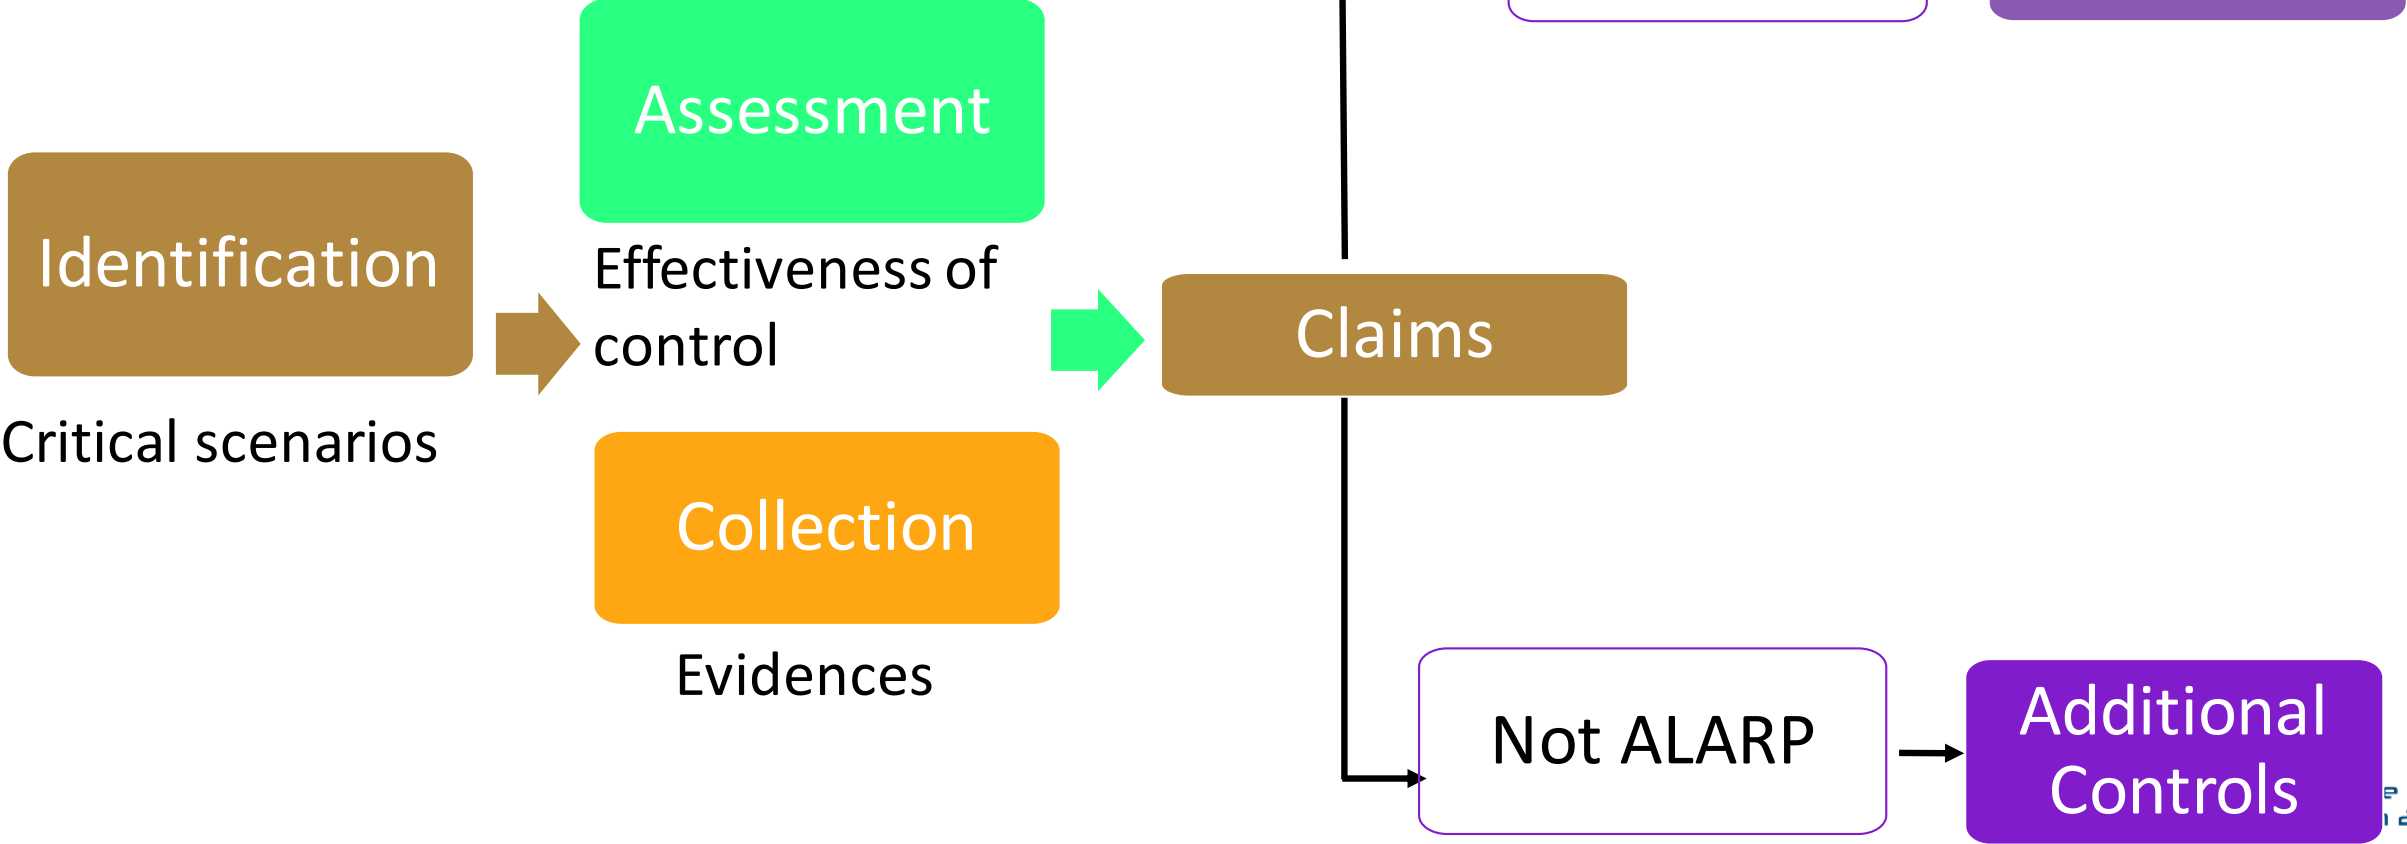 Assessment
Identification
Effectiveness of
control
Claims
Critical scenarios
Collection
Evidences
Not ALARP
Additional
Controls